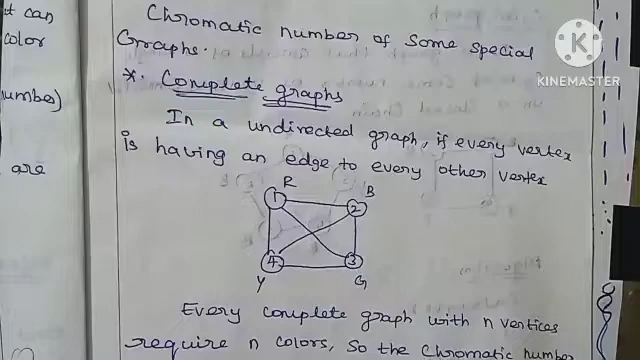 it can
color
number)
are
Chromatic number of some special
Graphs.
*. Complete graphs
In a undirected graph, if every vertex
is having an edge to every other vertex
R
B
1
2
4
3
Y
G
Every complete graph with n vertices
require n colors, so the chromatic number
K
KINEMASTER